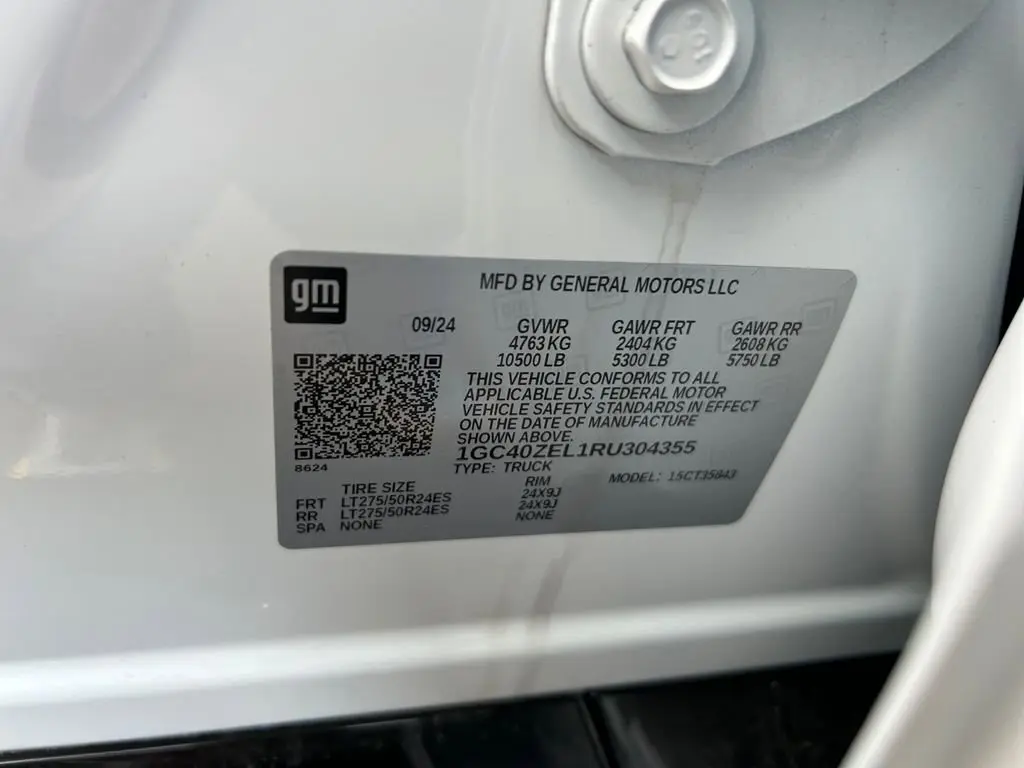 gm
MFD BY GENERAL MOTORS LLC
09/24 GVWR GAWR FRT GAWR RR
4763 KG 2404 KG 2608 KG
10500 LB 5300 LB 5750 LB
THIS VEHICLE CONFORMS TO ALL
APPLICABLE U.S. FEDERAL MOTOR
VEHICLE SAFETY STANDARDS IN EFFECT
ON THE DATE OF MANUFACTURE
SHOWN ABOVE.
8624
1GC40ZEL1RU304355
TYPE: TRUCK
MODEL: 15CT35843
TIRE SIZE RIM
FRT LT275/50R24ES 24X9J
RR LT275/50R24ES 24X9J
SPA NONE NONE